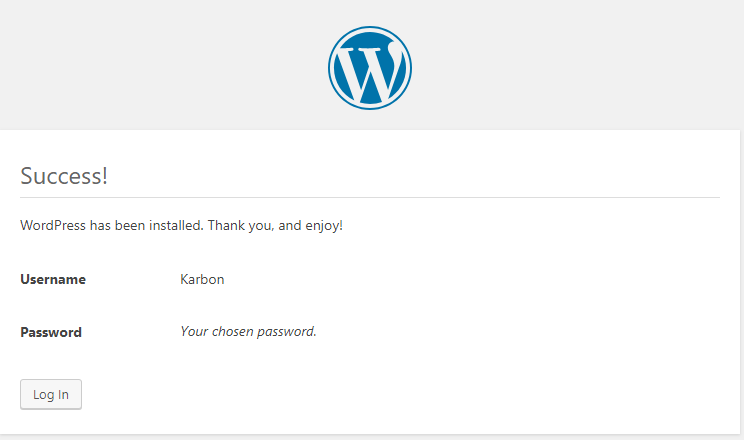 Success!
WordPress has been installed. Thank you, and enjoy!
Username Karbon
Password Your chosen password.
Log In